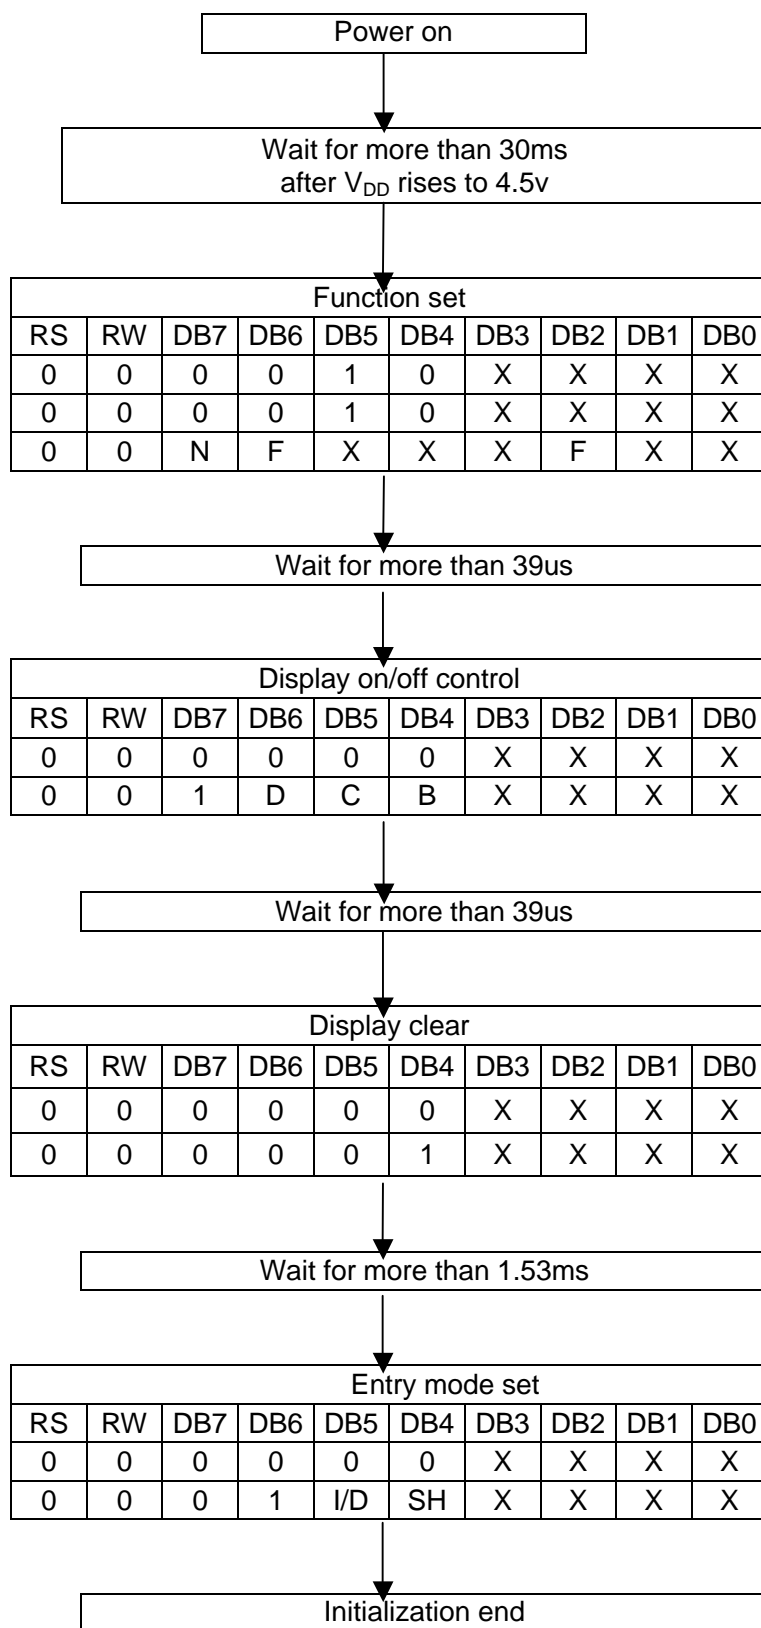 Power on
Wait for more than 30ms
after VDD rises to 4.5v
Function set
RS RW DB7 DB6 DB5 DB4 DB3 DB2 DB1 DB0
0 0 0 0 1 0 X X X X
0 0 0 0 1 0 X X X X
0 0 N F X X X F X X
Wait for more than 39us
Display on/off control
RS RW DB7 DB6 DB5 DB4 DB3 DB2 DB1 DB0
0 0 0 0 0 0 X X X X
0 0 1 D C B X X X X
Wait for more than 39us
Display clear
RS RW DB7 DB6 DB5 DB4 DB3 DB2 DB1 DB0
0 0 0 0 0 0 X X X X
0 0 0 0 0 1 X X X X
Wait for more than 1.53ms
Entry mode set
RS RW DB7 DB6 DB5 DB4 DB3 DB2 DB1 DB0
0 0 0 0 0 0 X X X X
0 0 0 1 I/D SH X X X X
Initialization end